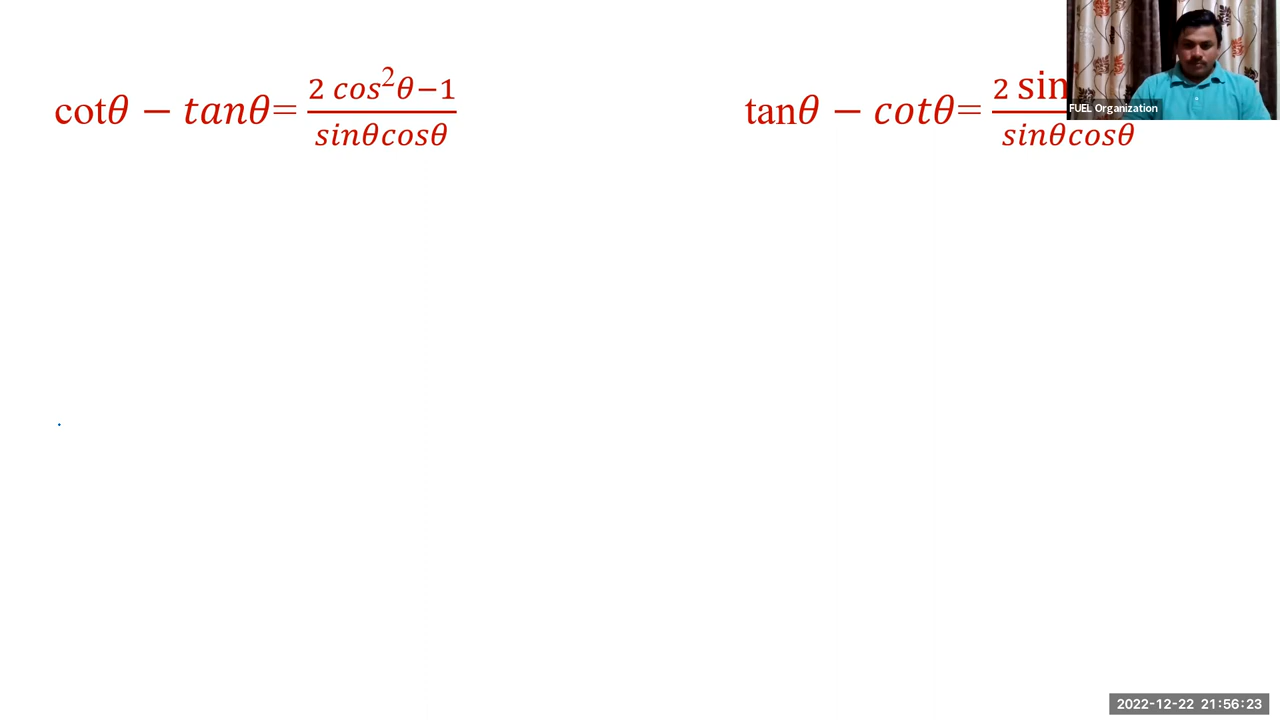 cotθ − tanθ= (2 cos²θ−1)/(sinθcosθ)
tanθ − cotθ= (2 sin)/(sinθcosθ)
FUEL Organization
2022-12-22 21:56:23